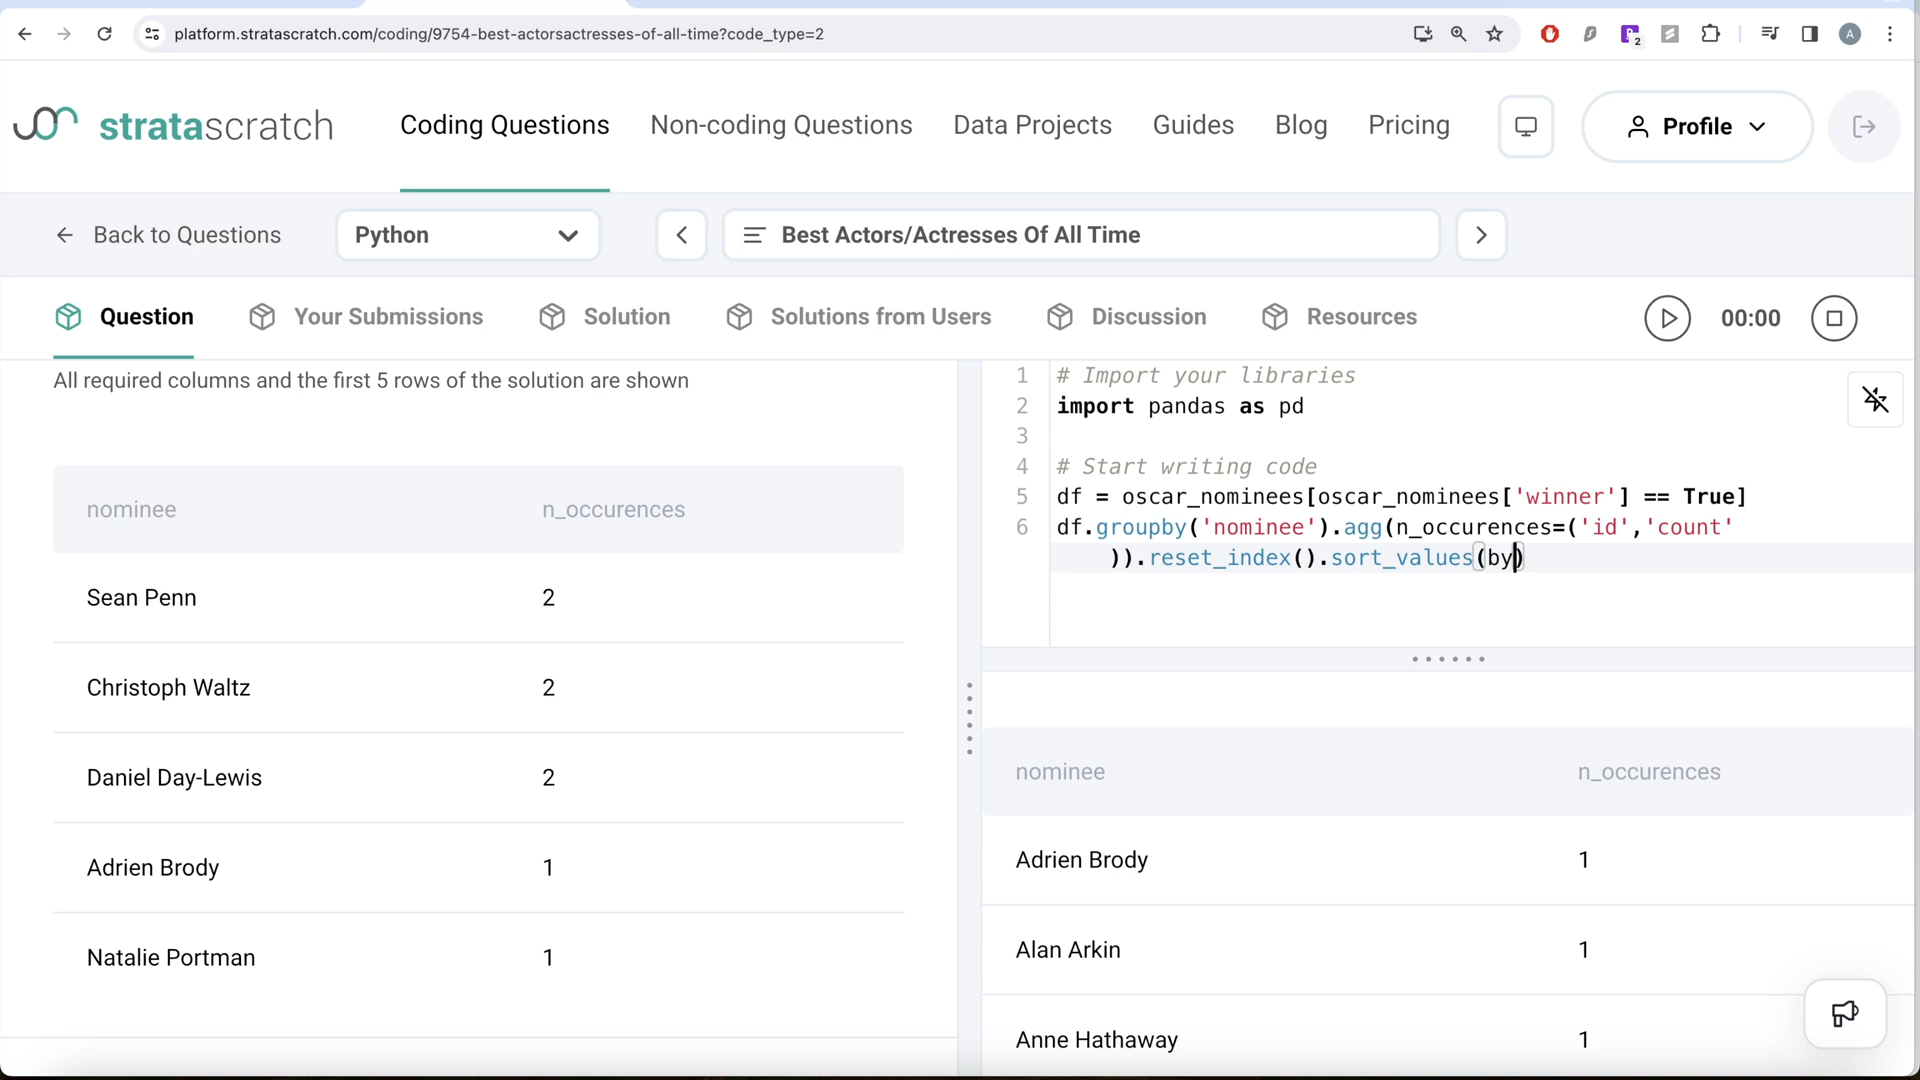 platform.stratascratch.com/coding/9754-best-actorsactresses-of-all-time?code_type=2
2
A
stratascratch
Coding Questions
Non-coding Questions
Data Projects
Guides
Blog
Pricing
Profile
Back to Questions
Python
Best Actors/Actresses Of All Time
Question
Your Submissions
Solution
Solutions from Users
Discussion
Resources
00:00
All required columns and the first 5 rows of the solution are shown
nominee n_occurences
Sean Penn 2
Christoph Waltz 2
Daniel Day-Lewis 2
Adrien Brody 1
Natalie Portman 1
1 # Import your libraries
2 import pandas as pd
3
4 # Start writing code
5 df = oscar_nominees[oscar_nominees['winner'] == True]
6 df.groupby('nominee').agg(n_occurences=('id','count'
)).reset_index().sort_values(by)
nominee n_occurences
Adrien Brody 1
Alan Arkin 1
Anne Hathaway 1